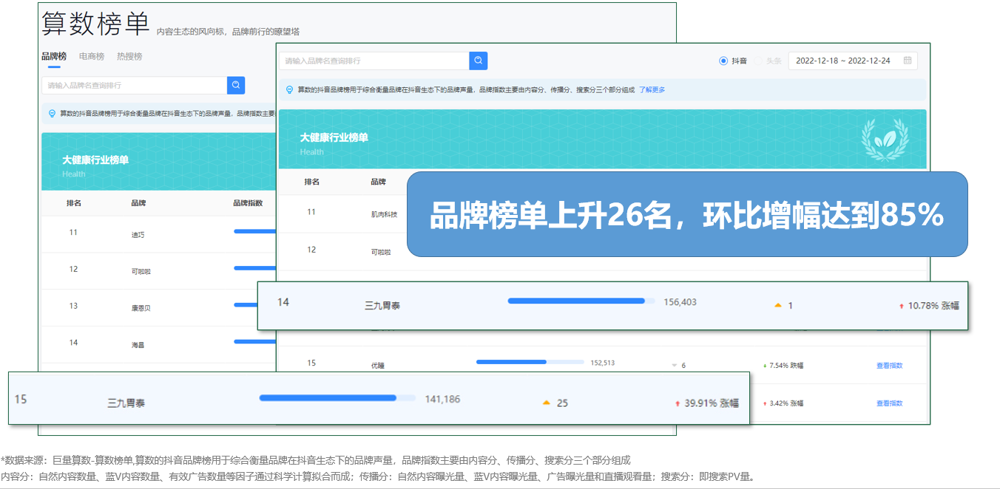 算数榜单 内容生态的风向标，品牌前行的瞭望塔
品牌榜 电商榜 热搜榜
请输入品牌名查询排行
算数的抖音品牌榜用于综合衡量品牌在抖音生态下的品牌声量，品牌指数主要
大健康行业榜单
Health
排名 品牌 品牌指数
11 迪巧
12 可啦啦
13 康恩贝
14 海昌
请输入品牌名查询排行
抖音 头条 2022-12-18 ~ 2022-12-24
算数的抖音品牌榜用于综合衡量品牌在抖音生态下的品牌声量，品牌指数主要由内容分、传播分、搜索分三个部分组成 了解更多
大健康行业榜单
Health
排名 品牌
11 肌肉科技
12 可啦啦
品牌榜单上升26名，环比增幅达到85%
14 三九胃泰 156,403 1 10.78% 涨幅
15 优瞳 152,513 6 7.54% 跌幅 查看指数
3.42% 涨幅 查看指数
15 三九胃泰 141,186 25 39.91% 涨幅
*数据来源：巨量算数-算数榜单,算数的抖音品牌榜用于综合衡量品牌在抖音生态下的品牌声量，品牌指数主要由内容分、传播分、搜索分三个部分组成
内容分：自然内容数量、蓝V内容数量、有效广告数量等因子通过科学计算拟合而成；传播分：自然内容曝光量、蓝V内容曝光量、广告曝光量和直播观看量；搜索分：即搜索PV量。